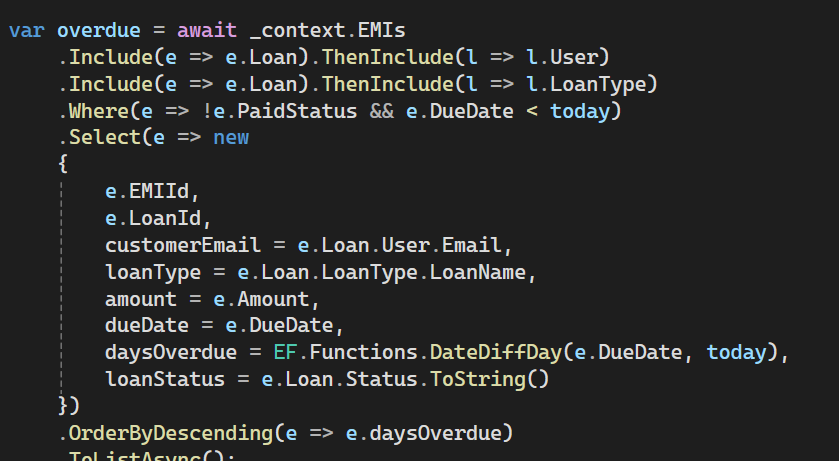 var overdue = await _context.EMIs
.Include(e => e.Loan).ThenInclude(l => l.User)
.Include(e => e.Loan).ThenInclude(l => l.LoanType)
.Where(e => !e.PaidStatus && e.DueDate < today)
.Select(e => new
{
e.EMIId,
e.LoanId,
customerEmail = e.Loan.User.Email,
loanType = e.Loan.LoanType.LoanName,
amount = e.Amount,
dueDate = e.DueDate,
daysOverdue = EF.Functions.DateDiffDay(e.DueDate, today),
loanStatus = e.Loan.Status.ToString()
})
.OrderByDescending(e => e.daysOverdue)
.ToListAsync();